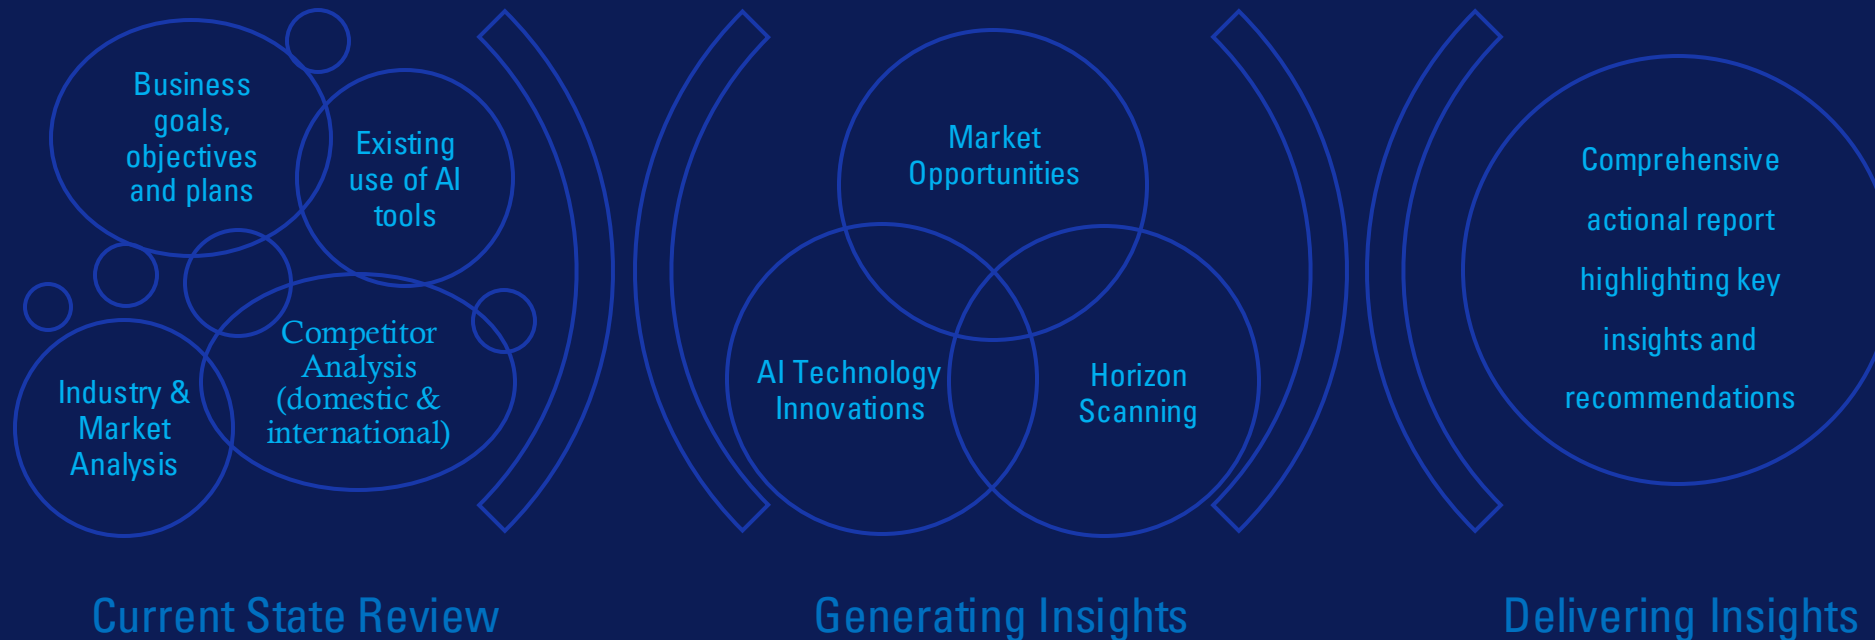 Business
goals,
objectives
and plans
Existing
use of AI
tools
Industry &
Market
Analysis
Competitor
Analysis
(domestic &
international)
Current State Review
Market
Opportunities
AI Technology
Innovations
Horizon
Scanning
Generating Insights
Comprehensive
actional report
highlighting key
insights and
recommendations
Delivering Insights